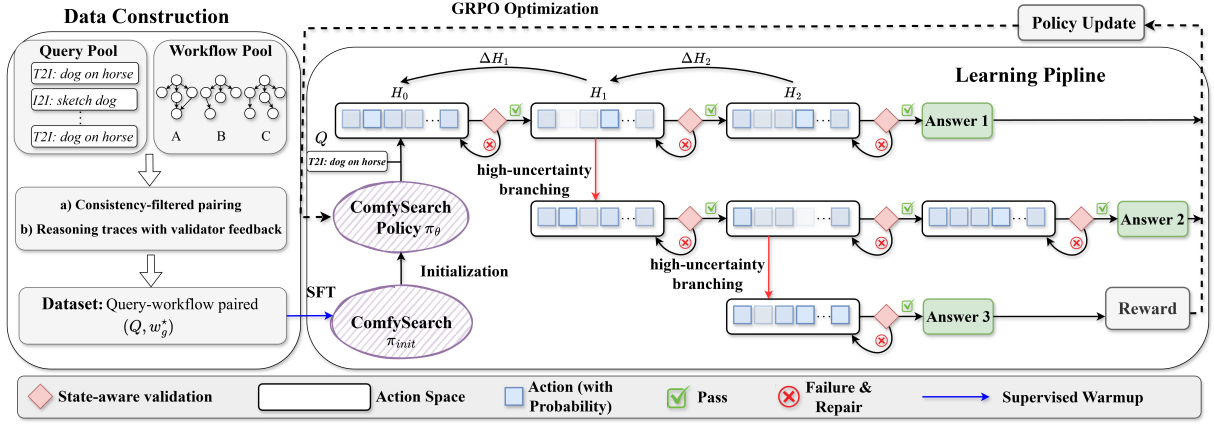 Data Construction
Query Pool
T2I: dog on horse
I2I: sketch dog
⋮
T2I: dog on horse
Workflow Pool
A B C
a) Consistency-filtered pairing
b) Reasoning traces with validator feedback
Dataset: Query-workflow paired
(Q, w_g^⋆)
GRPO Optimization
Policy Update
Learning Pipline
ΔH₁ ΔH₂
H₀ H₁ H₂
... ... ...
Answer 1
Q
T2I: dog on horse
high-uncertainty
branching
ComfySearch
Policy π_θ
... ... ...
Answer 2
Initialization
high-uncertainty
branching
SFT
ComfySearch
π_init
...
Answer 3
Reward
State-aware validation
Action Space
Action (with
Probability)
Pass
Failure &
Repair
Supervised Warmup